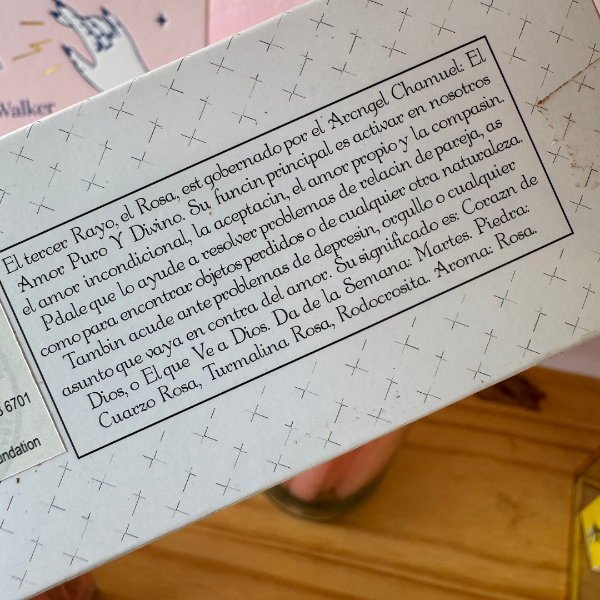 Walker
El tercer Rayo, el Rosa, est gobernado por el Arcngel Chamuel: El
Amor Puro Y Divino. Su funcin principal es activar en nosotros
el amor incondicional, la aceptacin, el amor propio y la compasin.
Pdale que lo ayude a resolver problemas de relacin de pareja, as
como para encontrar objetos perdidos o de cualquier otra naturaleza.
Tambin acude ante problemas de depresin, orgullo o cualquier
asunto que vaya en contra del amor. Su significado es: Corazn de
Dios, o El que Ve a Dios. Da de la Semana: Martes. Piedra:
Cuarzo Rosa, Turmalina Rosa, Rodocrosita. Aroma: Rosa.
6701
ndation